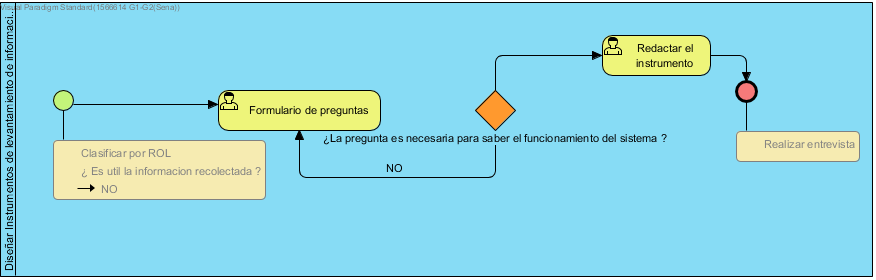 Visual Paradigm Standard(1566614 G1-G2(Sena))
Diseñar Instrumentos de levantamiento de informaci...
Redactar el
instrumento
Formulario de preguntas
¿La pregunta es necesaria para saber el funcionamiento del sistema ?
Clasificar por ROL
¿ Es util la informacion recolectada ?
NO
NO
Realizar entrevista